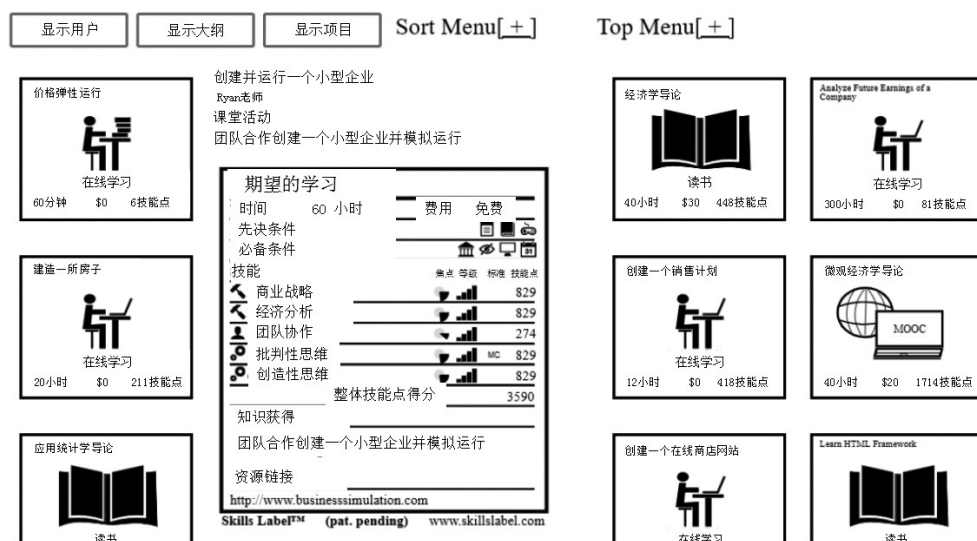 显示用户
显示大纲
显示项目
Sort Menu[ + ]
Top Menu[ + ]
价格弹性运行
在线学习
60分钟 $0 6技能点
建造一所房子
在线学习
20小时 $0 211技能点
应用统计学导论
读书
创建并运行一个小型企业
Ryan老师
课堂活动
团队合作创建一个小型企业并模拟运行
期望的学习
时间 60 小时 费用 免费
先决条件
必备条件
31
技能 焦点 等级 标准 技能点
商业战略 829
经济分析 829
团队协作 274
批判性思维 MC 829
创造性思维 829
整体技能点得分 3590
知识获得
团队合作创建一个小型企业并模拟运行
资源链接
http://www.businesssimulation.com
Skills Label™ (pat. pending) www.skillslabel.com
经济学导论
读书
40小时 $30 448技能点
Analyze Future Earnings of a
Company
在线学习
300小时 $0 81技能点
创建一个销售计划
在线学习
12小时 $0 418技能点
微观经济学导论
MOOC
40小时 $20 1714技能点
创建一个在线商店网站
在线学习
Learn HTML Framework
读书